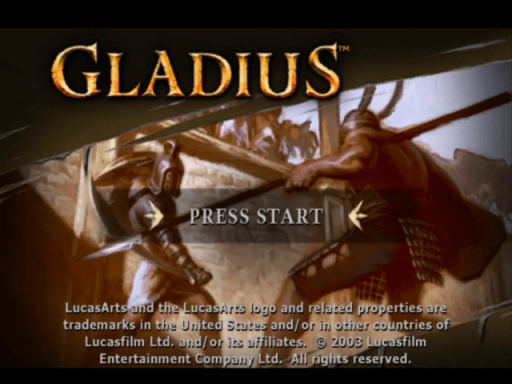 GLADIUS™
PRESS START
LucasArts and the LucasArts logo and related properties are
trademarks in the United States and/or in other countries of
Lucasfilm Ltd. and/or its affiliates. © 2003 Lucasfilm
Entertainment Company Ltd. All rights reserved.